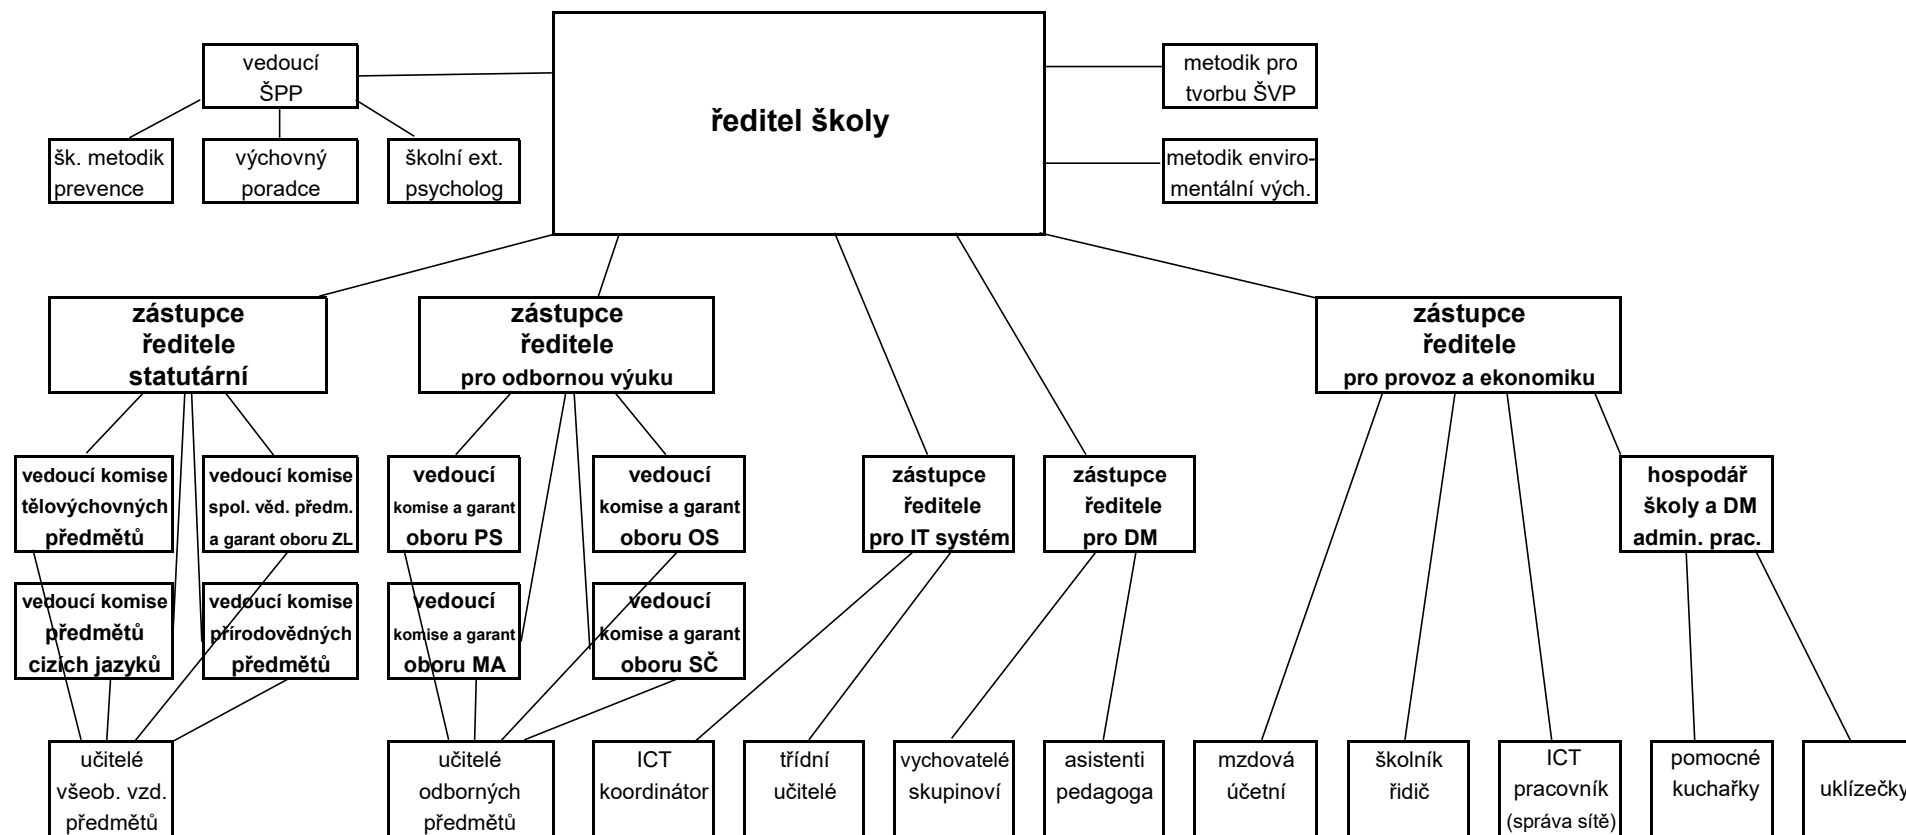 vedoucí
ŠPP
ředitel školy
metodik pro
tvorbu ŠVP
šk. metodik
prevence
výchovný
poradce
školní ext.
psycholog
metodik enviro-
mentální vých.
zástupce
ředitele
statutární
zástupce
ředitele
pro odbornou výuku
zástupce
ředitele
pro provoz a ekonomiku
vedoucí komise
tělovýchovných
předmětů
vedoucí komise
spol. věd. předm.
a garant oboru ZL
vedoucí
komise a garant
oboru PS
vedoucí
komise a garant
oboru OS
zástupce
ředitele
pro IT systém
zástupce
ředitele
pro DM
hospodář
školy a DM
admin. prac.
vedoucí komise
předmětů
cizích jazyků
vedoucí komise
přírodovědných
předmětů
vedoucí
komise a garant
oboru MA
vedoucí
komise a garant
oboru SČ
učitelé
všeob. vzd.
předmětů
učitelé
odborných
předmětů
ICT
koordinátor
třídní
učitelé
vychovatelé
skupinoví
asistenti
pedagoga
mzdová
účetní
školník
řidič
ICT
pracovník
(správa sítě)
pomocné
kuchařky
uklízečky